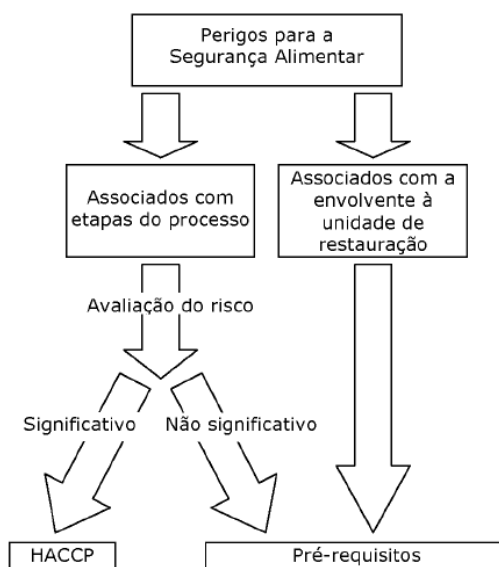 Perigos para a
Segurança Alimentar
Associados com
etapas do processo
Associados com a
envolvente à
unidade de
restauração
Avaliação do risco
Significativo
Não significativo
HACCP
Pré-requisitos